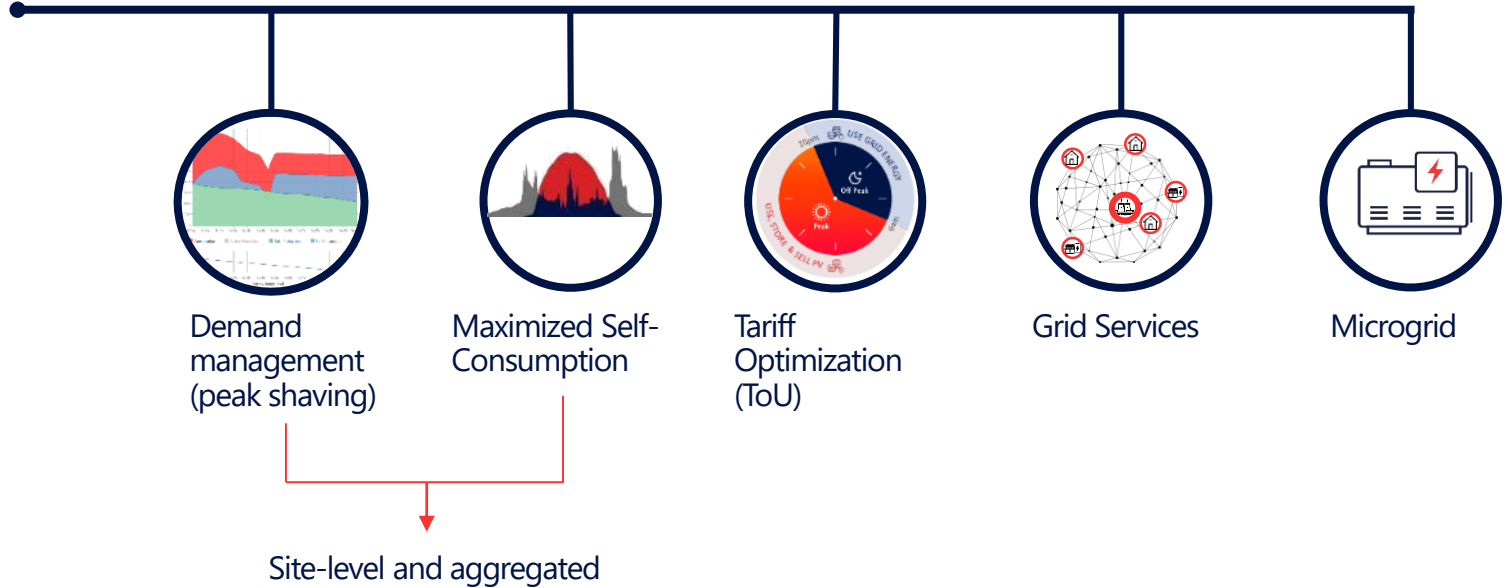 10pm
USE GRID ENERGY
Off Peak
Peak
USE, STORE & SELL PV
Demand
management
(peak shaving)
Maximized Self-
Consumption
Tariff
Optimization
(ToU)
Grid Services
Microgrid
Site-level and aggregated